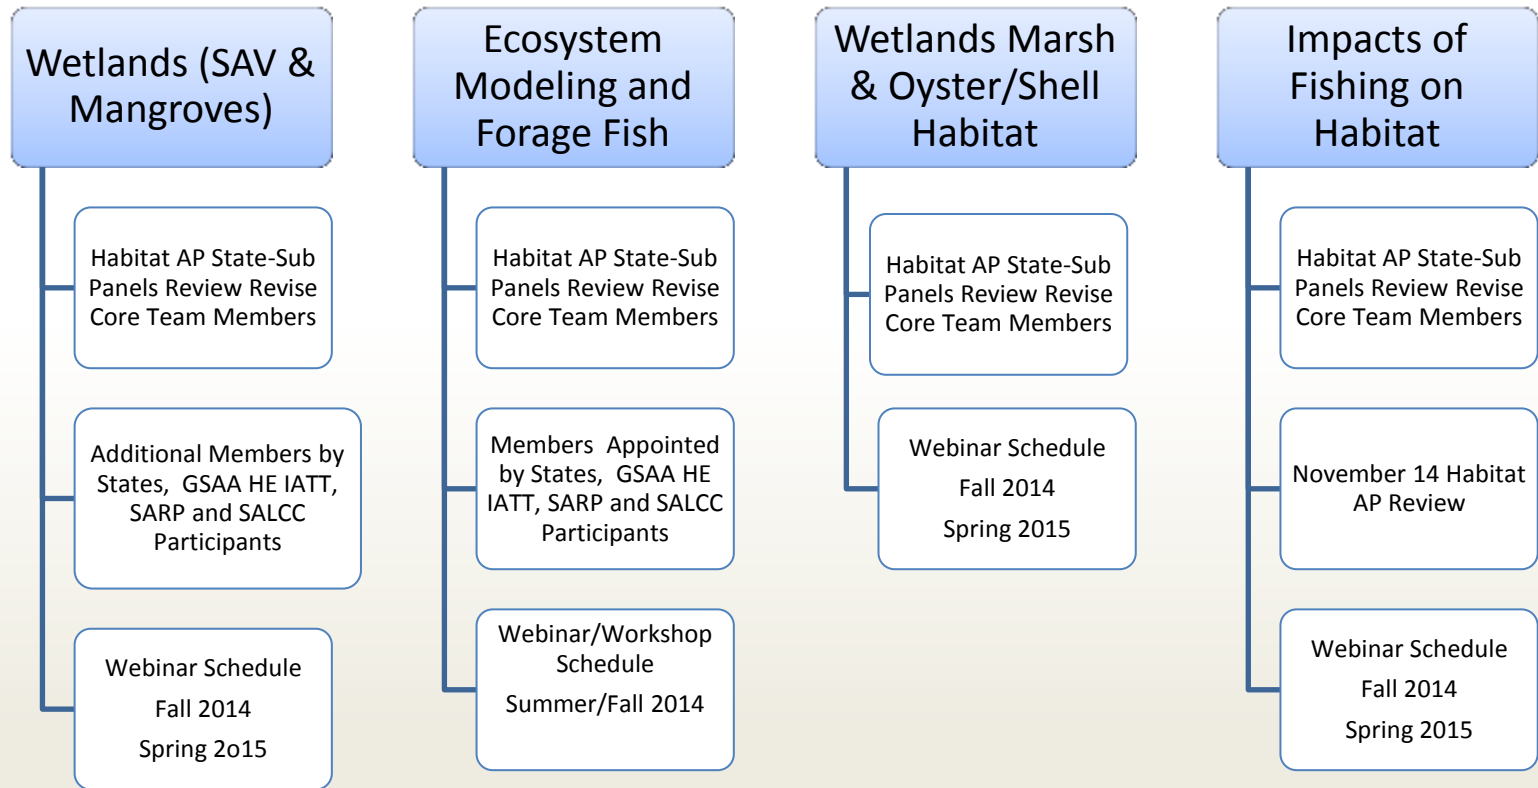 Wetlands (SAV &
Mangroves)
Habitat AP State-Sub
Panels Review Revise
Core Team Members
Additional Members by
States,  GSAA HE IATT,
SARP and SALCC
Participants
Webinar Schedule
Fall 2014
Spring 2o15
Ecosystem
Modeling and
Forage Fish
Habitat AP State-Sub
Panels Review Revise
Core Team Members
Members  Appointed
by States,  GSAA HE
IATT, SARP and SALCC
Participants
Webinar/Workshop
Schedule
Summer/Fall 2014
Wetlands Marsh
& Oyster/Shell
Habitat
Habitat AP State-Sub
Panels Review Revise
Core Team Members
Webinar Schedule
Fall 2014
Spring 2015
Impacts of
Fishing on
Habitat
Habitat AP State-Sub
Panels Review Revise
Core Team Members
November 14 Habitat
AP Review
Webinar Schedule
Fall 2014
Spring 2015